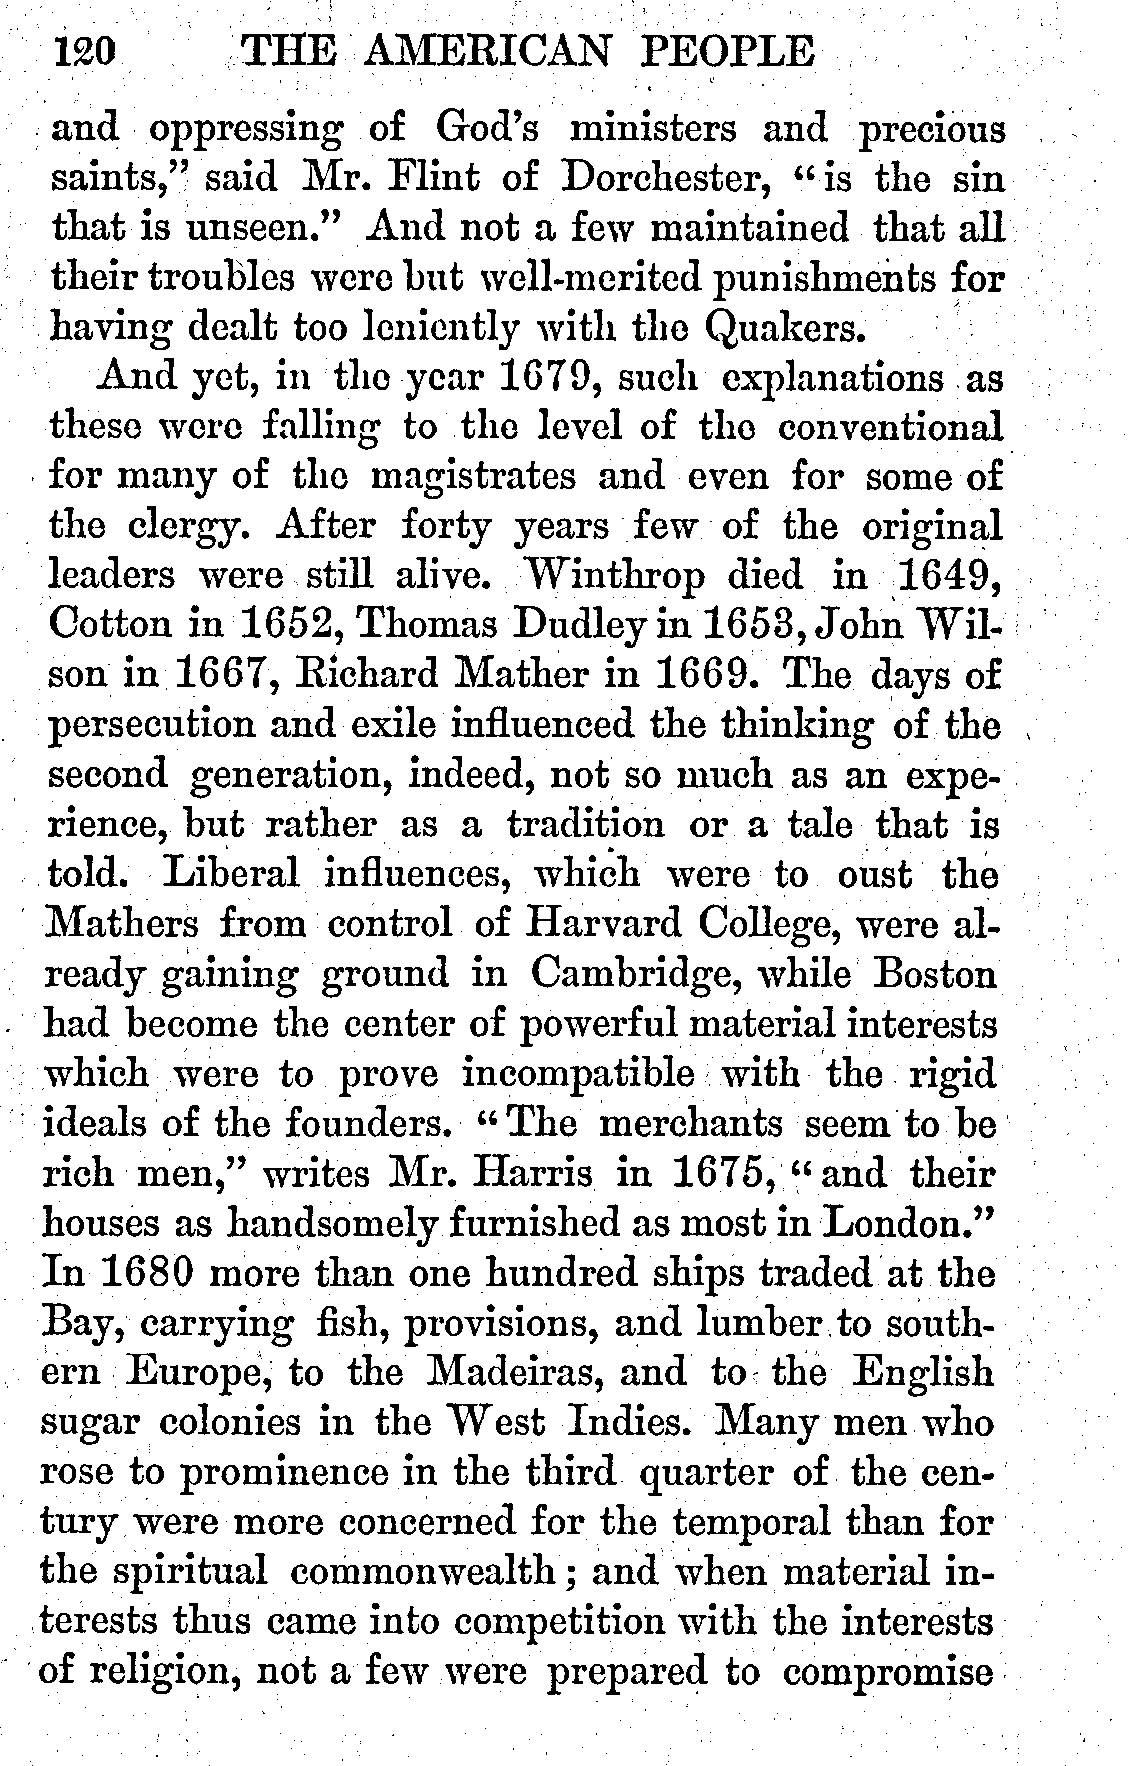 120 THE AMERICAN PEOPLE
and oppressing of God's ministers and precious
saints," said Mr. Flint of Dorchester, "is the sin
that is unseen." And not a few maintained that all
their troubles were but well-merited punishments for
having dealt too leniently with the Quakers.
And yet, in the year 1679, such explanations as
these were falling to the level of the conventional
for many of the magistrates and even for some of
the clergy. After forty years few of the original
leaders were still alive. Winthrop died in 1649,
Cotton in 1652, Thomas Dudley in 1653, John Wil-
son in 1667, Richard Mather in 1669. The days of
persecution and exile influenced the thinking of the
second generation, indeed, not so much as an expe-
rience, but rather as a tradition or a tale that is
told. Liberal influences, which were to oust the
Mathers from control of Harvard College, were al-
ready gaining ground in Cambridge, while Boston
had become the center of powerful material interests
which were to prove incompatible with the rigid
ideals of the founders. "The merchants seem to be
rich men," writes Mr. Harris in 1675, "and their
houses as handsomely furnished as most in London."
In 1680 more than one hundred ships traded at the
Bay, carrying fish, provisions, and lumber to south-
ern Europe, to the Madeiras, and to the English
sugar colonies in the West Indies. Many men who
rose to prominence in the third quarter of the cen-
tury were more concerned for the temporal than for
the spiritual commonwealth; and when material in-
terests thus came into competition with the interests
of religion, not a few were prepared to compromise